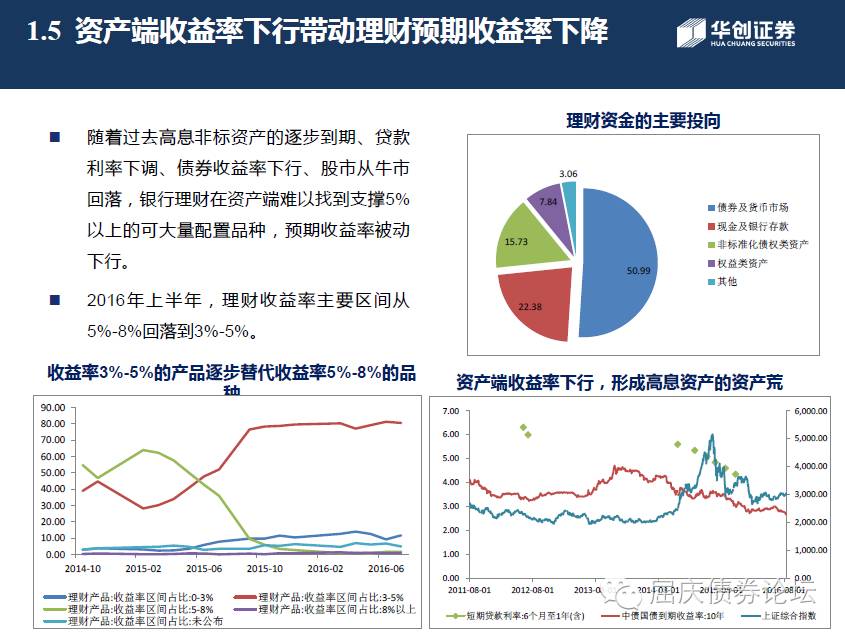 1.5 资产端收益率下行带动理财预期收益率下降
华创证券
HUA CHUANG SECURITIES
随着过去高息非标资产的逐步到期、贷款
利率下调、债券收益率下行、股市从牛市
回落，银行理财在资产端难以找到支撑5%
以上的可大量配置品种，预期收益率被动
下行。
2016年上半年，理财收益率主要区间从
5%-8%回落到3%-5%。
理财资金的主要投向
3.06
7.84
15.73
50.99
22.38
债券及货币市场
现金及银行存款
非标准化债权类资产
权益类资产
其他
收益率3%-5%的产品逐步替代收益率5%-8%的品
种
90.00
80.00
70.00
60.00
50.00
40.00
30.00
20.00
10.00
0.00
2014-10 2015-02 2015-06 2015-10 2016-02 2016-06
理财产品:收益率区间占比:0-3% 理财产品:收益率区间占比:3-5%
理财产品:收益率区间占比:5-8% 理财产品:收益率区间占比:8%以上
理财产品:收益率区间占比:未公布
资产端收益率下行，形成高息资产的资产荒
7.00 6,000.00
6.00 5,000.00
5.00 4,000.00
4.00 3,000.00
3.00 2,000.00
2.00 1,000.00
1.00 0.00
0.00
2011-08-01 2012-08-01 2013-08-01 2015-08-01 2016-08-01
短期贷款利率:6个月至1年(含) 中债国债到期收益率:10年 上证综合指数
屈庆债券论坛